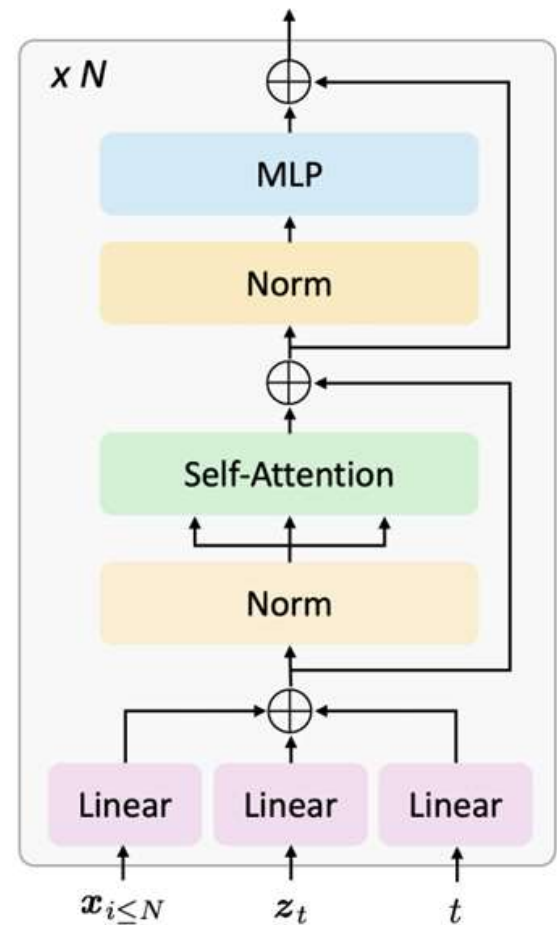 x N
MLP
Norm
Self-Attention
Norm
Linear Linear Linear
x_{i≤N} z_t t